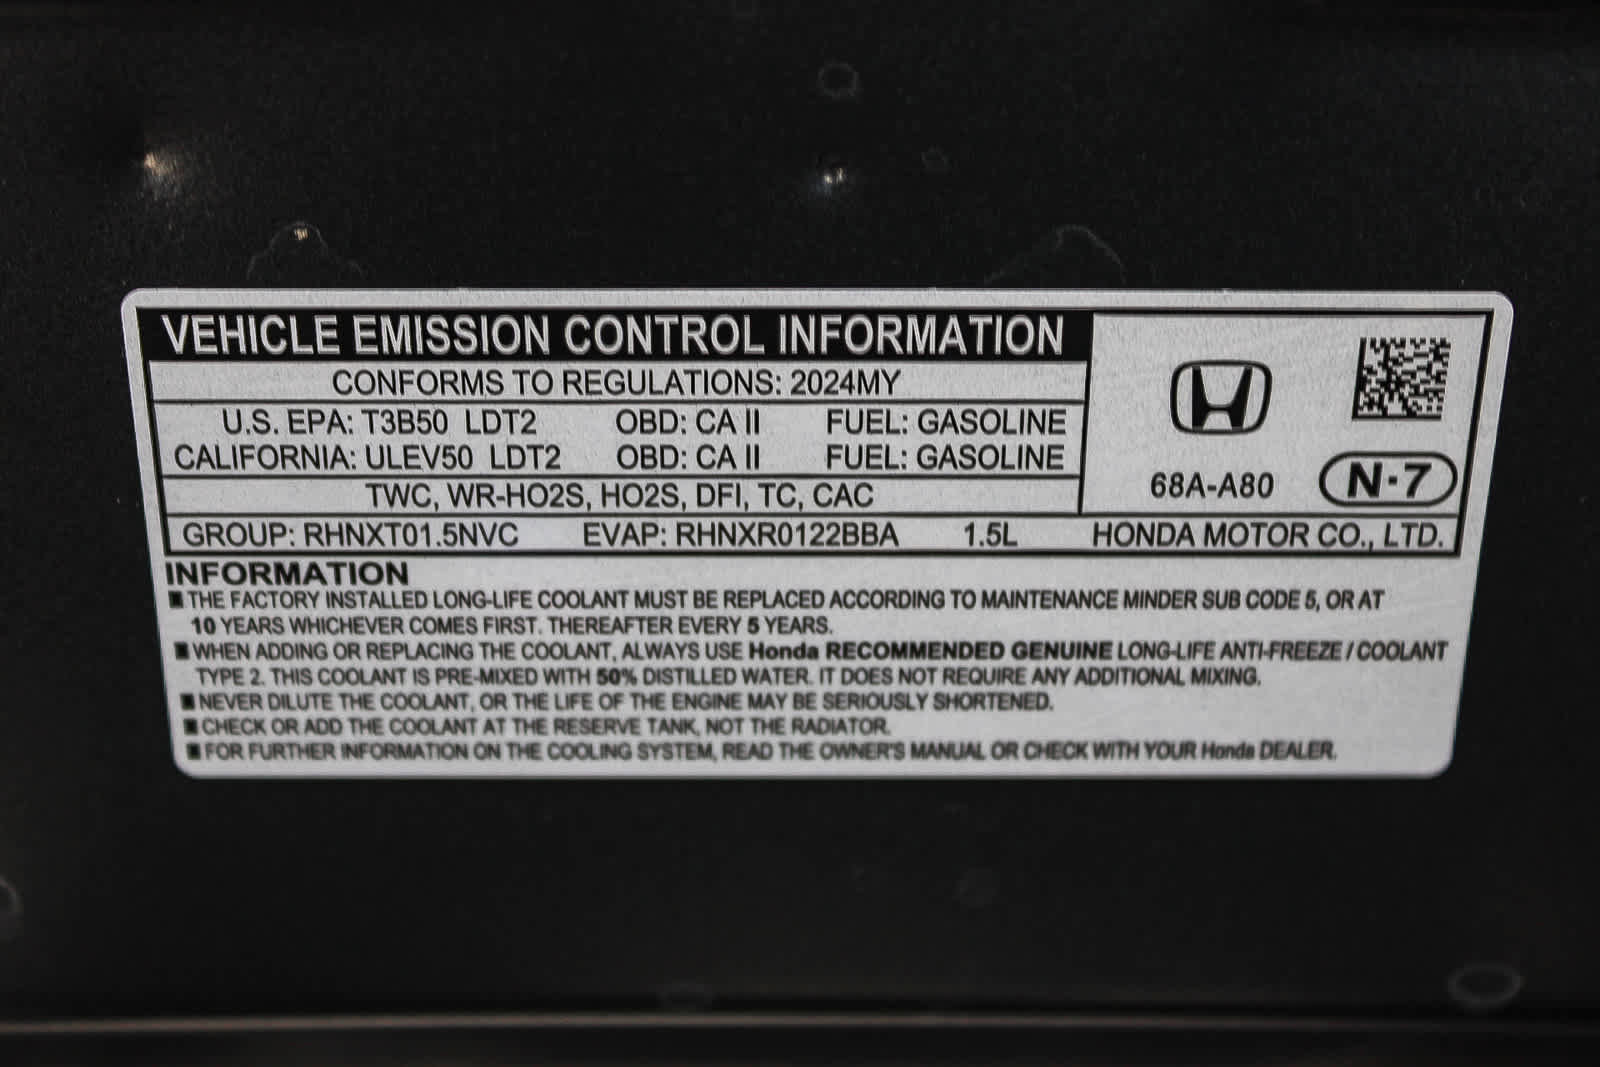 VEHICLE EMISSION CONTROL INFORMATION
CONFORMS TO REGULATIONS: 2024MY
U.S. EPA: T3B50 LDT2 OBD: CA II FUEL: GASOLINE
CALIFORNIA: ULEV50 LDT2 OBD: CA II FUEL: GASOLINE
TWC, WR-HO2S, HO2S, DFI, TC, CAC
68A-A80 N-7
GROUP: RHNXT01.5NVC EVAP: RHNXR0122BBA 1.5L HONDA MOTOR CO., LTD.
INFORMATION
■ THE FACTORY INSTALLED LONG-LIFE COOLANT MUST BE REPLACED ACCORDING TO MAINTENANCE MINDER SUB CODE 5, OR AT
10 YEARS WHICHEVER COMES FIRST. THEREAFTER EVERY 5 YEARS.
■ WHEN ADDING OR REPLACING THE COOLANT, ALWAYS USE Honda RECOMMENDED GENUINE LONG-LIFE ANTI-FREEZE / COOLANT
TYPE 2. THIS COOLANT IS PRE-MIXED WITH 50% DISTILLED WATER. IT DOES NOT REQUIRE ANY ADDITIONAL MIXING.
■ NEVER DILUTE THE COOLANT, OR THE LIFE OF THE ENGINE MAY BE SERIOUSLY SHORTENED.
■ CHECK OR ADD THE COOLANT AT THE RESERVE TANK, NOT THE RADIATOR.
■ FOR FURTHER INFORMATION ON THE COOLING SYSTEM, READ THE OWNER'S MANUAL OR CHECK WITH YOUR Honda DEALER.